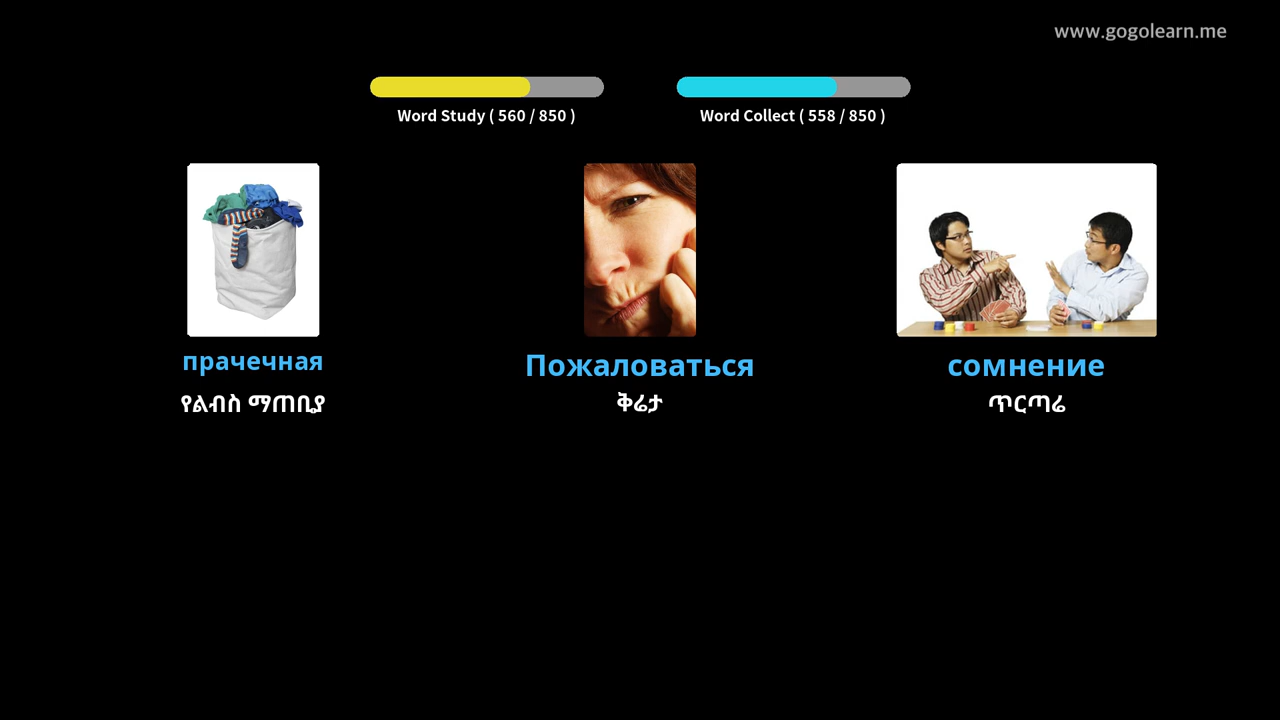 www.gogolearn.me
Word Study ( 560 / 850 )
Word Collect ( 558 / 850 )
прачечная
Пожаловаться
сомнение
የልብስ ማጠቢያ
ቅሬታ
ጥርጣሬ